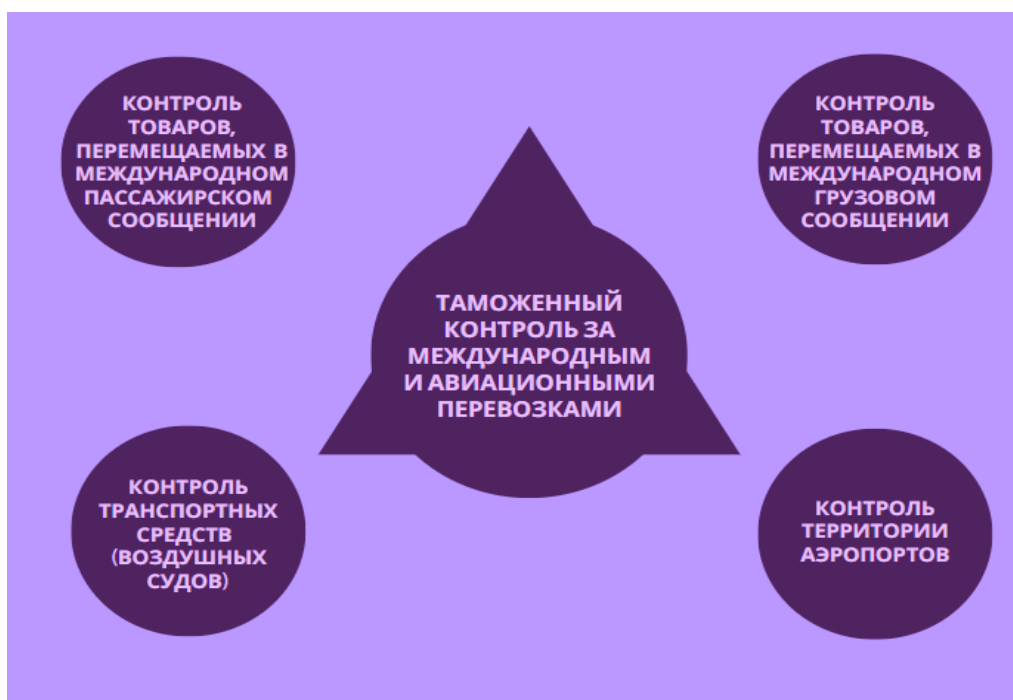 КОНТРОЛЬ
ТОВАРОВ,
ПЕРЕМЕЩАЕМЫХ В
МЕЖДУНАРОДНОМ
ПАССАЖИРСКОМ
СООБЩЕНИИ
КОНТРОЛЬ
ТОВАРОВ,
ПЕРЕМЕЩАЕМЫХ В
МЕЖДУНАРОДНОМ
ГРУЗОВОМ
СООБЩЕНИИ
ТАМОЖЕННЫЙ
КОНТРОЛЬ ЗА
МЕЖДУНАРОДНЫМ
И АВИАЦИОННЫМИ
ПЕРЕВОЗКАМИ
КОНТРОЛЬ
ТРАНСПОРТНЫХ
СРЕДСТВ
(ВОЗДУШНЫХ
СУДОВ)
КОНТРОЛЬ
ТЕРРИТОРИИ
АЭРОПОРТОВ